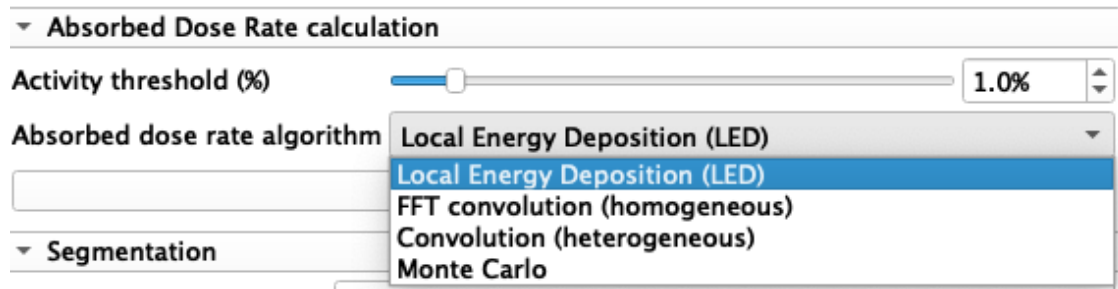 Absorbed Dose Rate calculation
Activity threshold (%) 1.0%
Absorbed dose rate algorithm Local Energy Deposition (LED)
Local Energy Deposition (LED)
FFT convolution (homogeneous)
Convolution (heterogeneous)
Segmentation
Monte Carlo